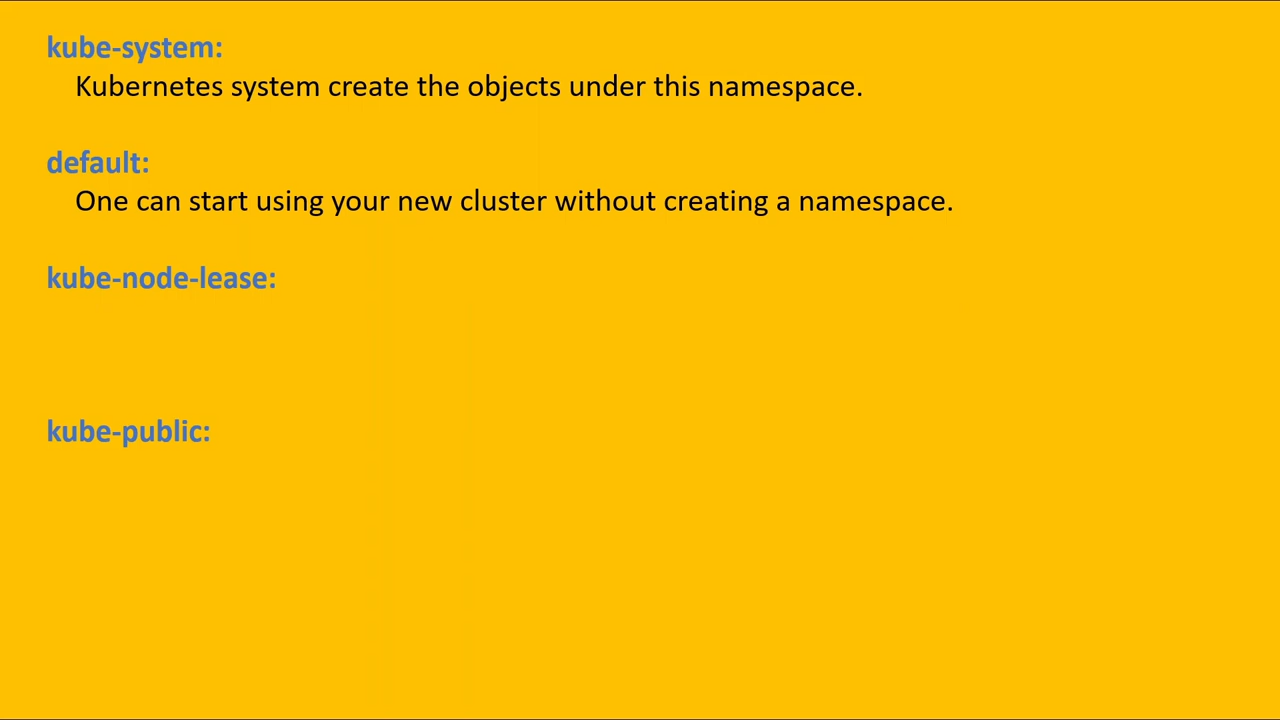 kube-system:
Kubernetes system create the objects under this namespace.
default:
One can start using your new cluster without creating a namespace.
kube-node-lease:
kube-public: